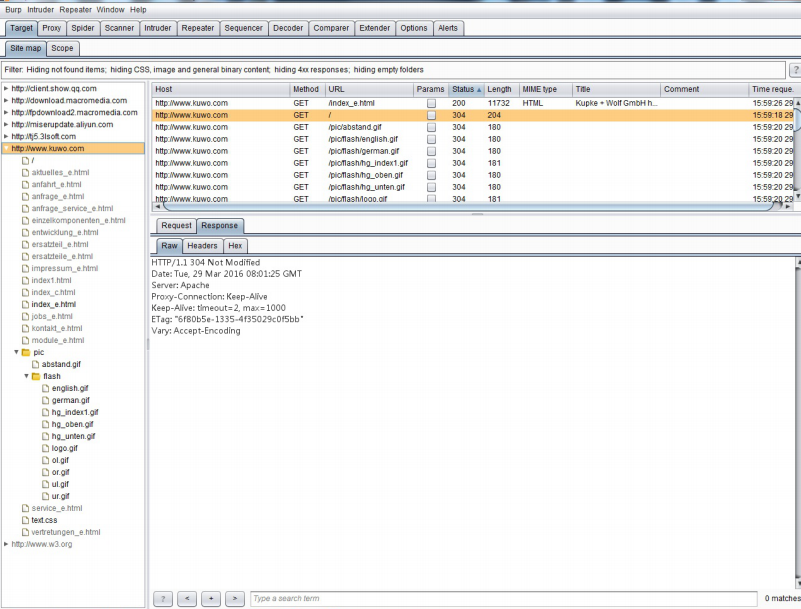 Burp Intruder Repeater Window Help
Target Proxy Spider Scanner Intruder Repeater Sequencer Decoder Comparer Extender Options Alerts
Site map Scope
Filter: Hiding not found items; hiding CSS, image and general binary content; hiding 4xx responses; hiding empty folders
?
http://client.show.qq.com
http://download.macromedia.com
http://fpdownload2.macromedia.com
http://miserupdate.aliyun.com
http://tj5.3lsoft.com
http://www.kuwo.com
/
aktuelles_e.html
anfahrt_e.html
anfrage_e.html
anfrage_service_e.html
einzelkomponenten_e.html
entwicklung_e.html
ersatzteil_e.html
ersatzteile_e.html
impressum_e.html
index1.html
index_c.html
index_e.html
jobs_e.html
kontakt_e.html
module_e.html
pic
abstand.gif
flash
english.gif
german.gif
hg_index1.gif
hg_oben.gif
hg_unten.gif
logo.gif
ol.gif
or.gif
ul.gif
ur.gif
service_e.html
text.css
vertretungen_e.html
http://www.w3.org
Host Method URL Params Status Length MIME type Title Comment Time reque.
http://www.kuwo.com GET /index_e.html 200 11732 HTML Kupke + Wolf GmbH h... 15:59:26 29
http://www.kuwo.com GET / 304 204 15:59:18 29
http://www.kuwo.com GET /pic/abstand.gif 304 180 15:59:20 29
http://www.kuwo.com GET /pic/flash/english.gif 304 180 15:59:20 29
http://www.kuwo.com GET /pic/flash/german.gif 304 180 15:59:20 29
http://www.kuwo.com GET /pic/flash/hg_index1.gif 304 181 15:59:20 29
http://www.kuwo.com GET /pic/flash/hg_oben.gif 304 180 15:59:20 29
http://www.kuwo.com GET /pic/flash/hg_unten.gif 304 180 15:59:20 29
http://www.kuwo.com GET /pic/flash/logo.gif 304 181 15:59:20 29
Request Response
Raw Headers Hex
HTTP/1.1 304 Not Modified
Date: Tue, 29 Mar 2016 08:01:25 GMT
Server: Apache
Proxy-Connection: Keep-Alive
Keep-Alive: timeout=2, max=1000
ETag: "6f80b5e-1335-4f35029c0f5bb"
Vary: Accept-Encoding
? < + > Type a search term 0 matches